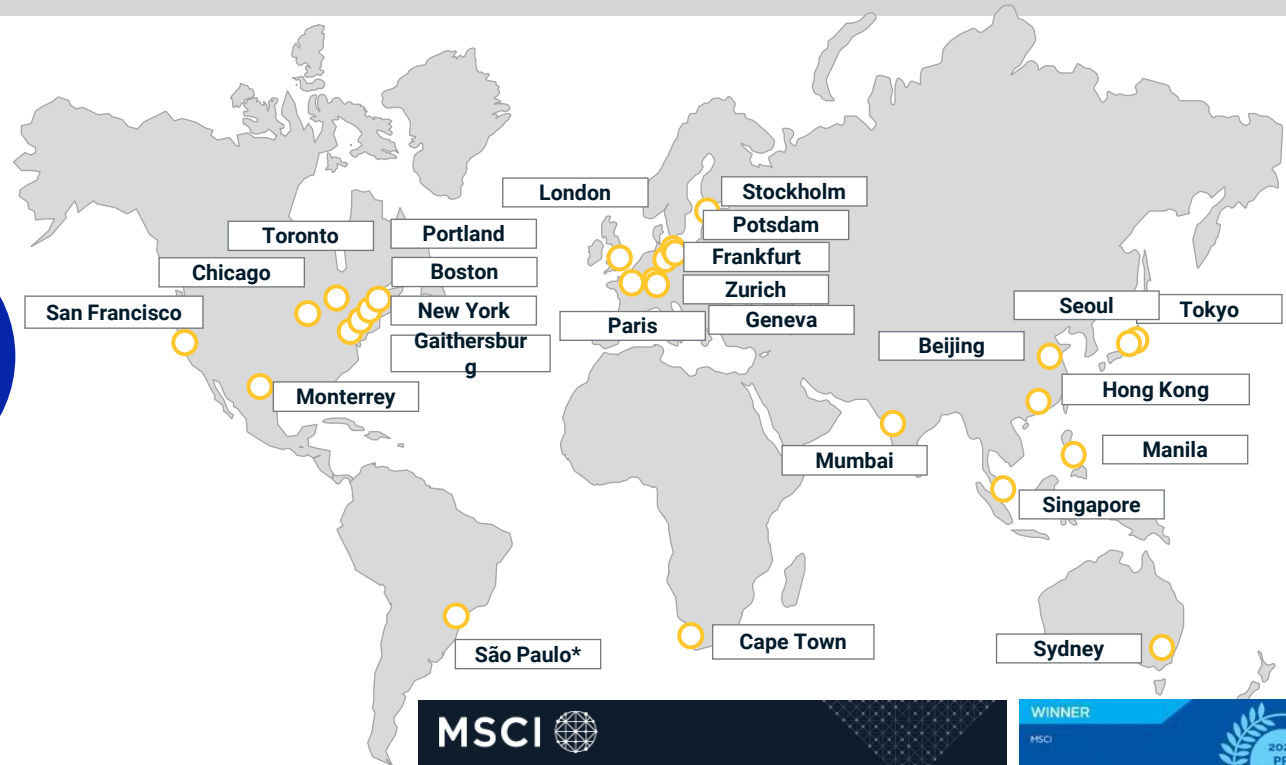 London
Stockholm
Potsdam
Toronto
Portland
Frankfurt
Chicago
Boston
Zurich
San Francisco
New York
Paris
Geneva
Seoul
Tokyo
Gaithersbur
g
Beijing
Monterrey
Hong Kong
Mumbai
Manila
Singapore
São Paulo*
Cape Town
Sydney
MSCI
WINNER
MSCI